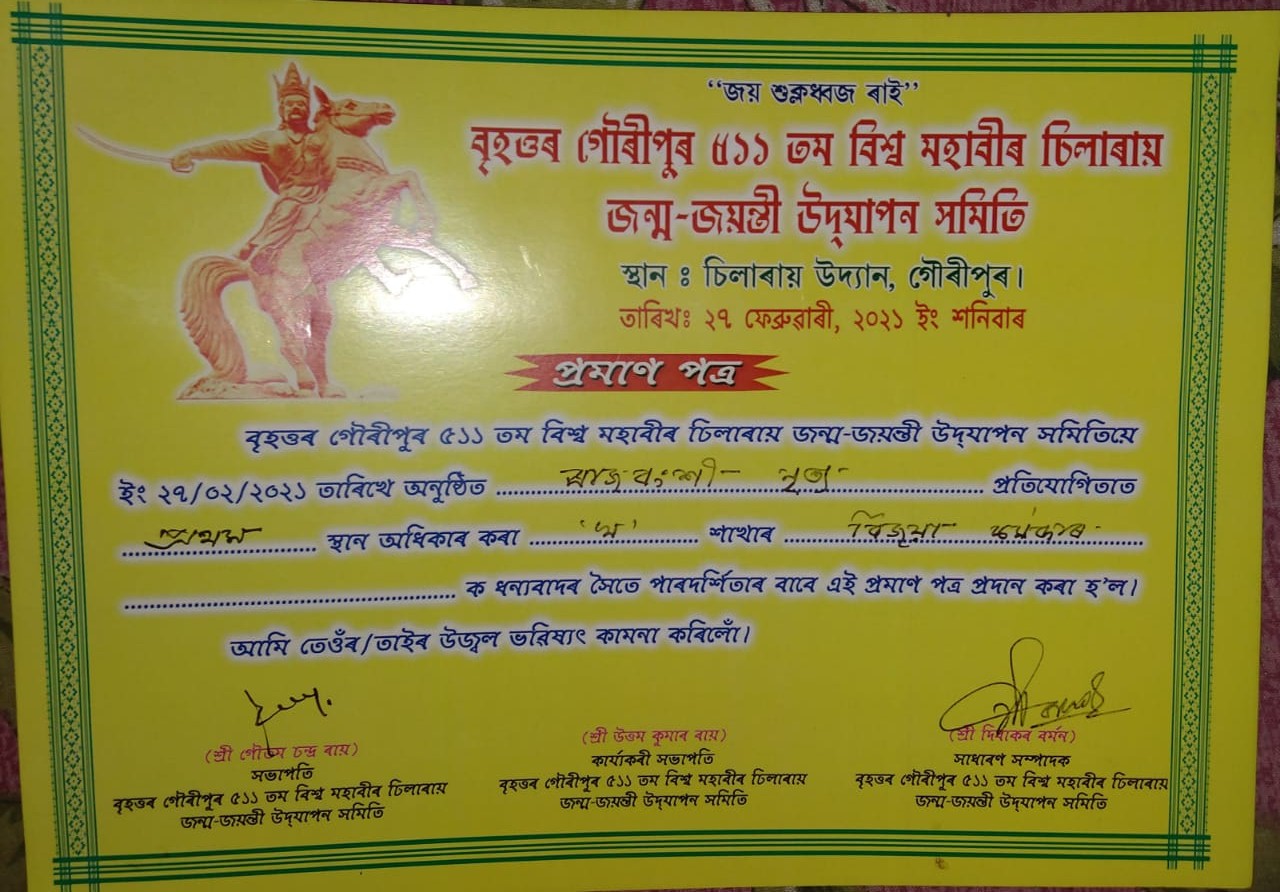 “জয় শুক্লধ্বজ ৰাই”
বৃহত্তৰ গৌৰীপুৰ ৫১১ তম বিশ্ব মহাবীৰ চিলাৰায়
জন্ম-জয়ন্তী উদ্‌যাপন সমিতি
স্থান ঃ চিলাৰায় উদ্যান, গৌৰীপুৰ।
তাৰিখঃ ২৭ ফেব্ৰুৱাৰী, ২০২১ ইং শনিবাৰ
প্ৰমাণ পত্ৰ
বৃহত্তৰ গৌৰীপুৰ ৫১১ তম বিশ্ব মহাবীৰ চিলাৰায় জন্ম-জয়ন্তী উদ্‌যাপন সমিতিয়ে
ইং ২৭/০২/২০২১ তাৰিখে অনুষ্ঠিত ৰাজবংশী নৃত্য প্ৰতিযোগিতাত
প্ৰথম স্থান অধিকাৰ কৰা শাখাৰ
ক ধন্যবাদৰ সৈতে পাৰদৰ্শিতাৰ বাবে এই প্ৰমাণ পত্ৰ প্ৰদান কৰা হ'ল।
আমি তেওঁৰ/তাইৰ উজ্বল ভৱিষ্যৎ কামনা কৰিলোঁ।
(শ্ৰী গৌতম চন্দ্ৰ ৰায়)
সভাপতি
বৃহত্তৰ গৌৰীপুৰ ৫১১ তম বিশ্ব মহাবীৰ চিলাৰায়
জন্ম-জয়ন্তী উদ্‌যাপন সমিতি
(শ্ৰী উত্তম কুমাৰ ৰায়)
কাৰ্য্যকৰী সভাপতি
বৃহত্তৰ গৌৰীপুৰ ৫১১ তম বিশ্ব মহাবীৰ চিলাৰায়
জন্ম-জয়ন্তী উদ্‌যাপন সমিতি
(শ্ৰী দিবাকৰ বৰ্মন)
সাধাৰণ সম্পাদক
বৃহত্তৰ গৌৰীপুৰ ৫১১ তম বিশ্ব মহাবীৰ চিলাৰায়
জন্ম-জয়ন্তী উদ্‌যাপন সমিতি